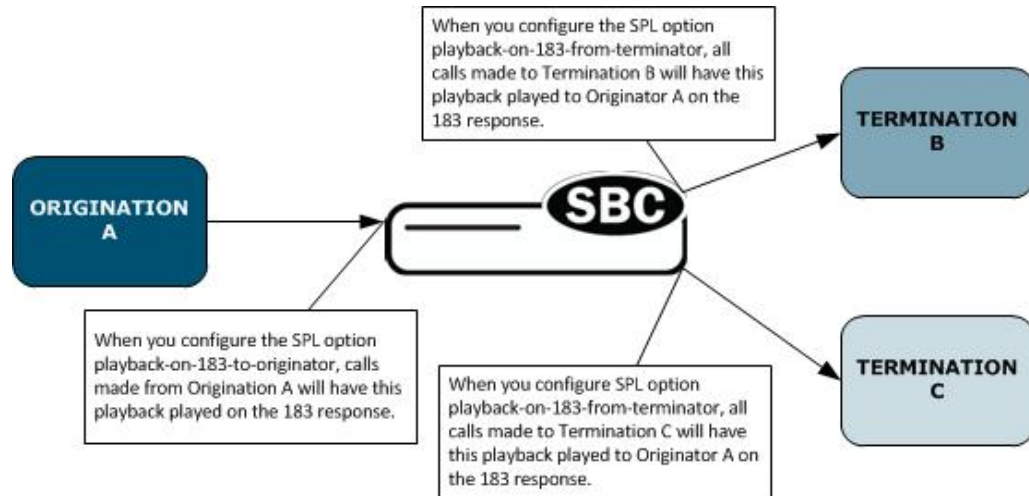 When you configure the SPL option
playback-on-183-from-terminator, all
calls made to Termination B will have this
playback played to Originator A on the
183 response.
TERMINATION
B
ORIGINATION
A
SBC
When you configure the SPL option
playback-on-183-to-originator, calls
made from Origination A will have this
playback played on the 183 response.
When you configure SPL option
playback-on-183-from-terminator, all
calls made to Termination C will have
this playback played to Originator A on
the 183 response.
TERMINATION
C